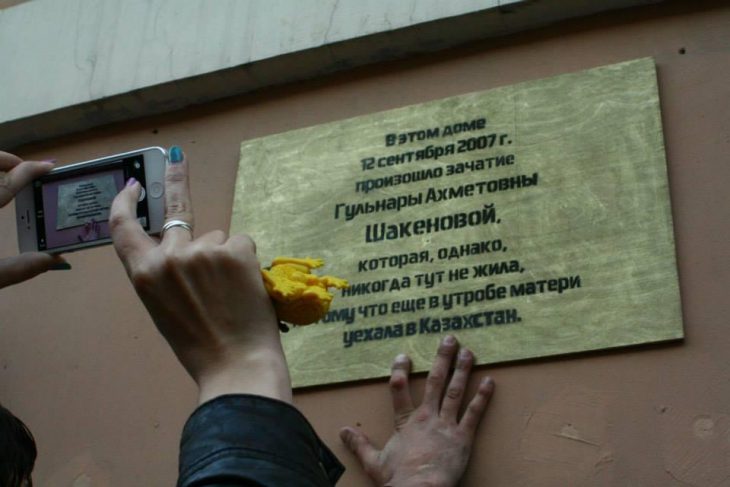 В этом доме
12 сентября 2007 г.
произошло зачатие
Гульнары Ахметовны
Шакеновой,
которая, однако,
никогда тут не жила,
что еще в утробе матери
уехала в Казахстан.